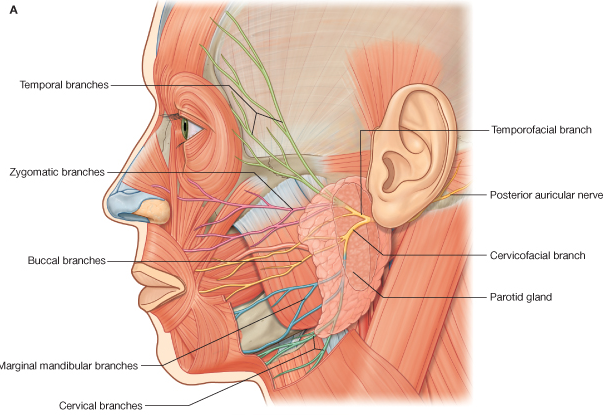 A
Temporal branches
Temporofacial branch
Zygomatic branches
Posterior auricular nerve
Buccal branches
Cervicofacial branch
Parotid gland
Marginal mandibular branches
Cervical branches